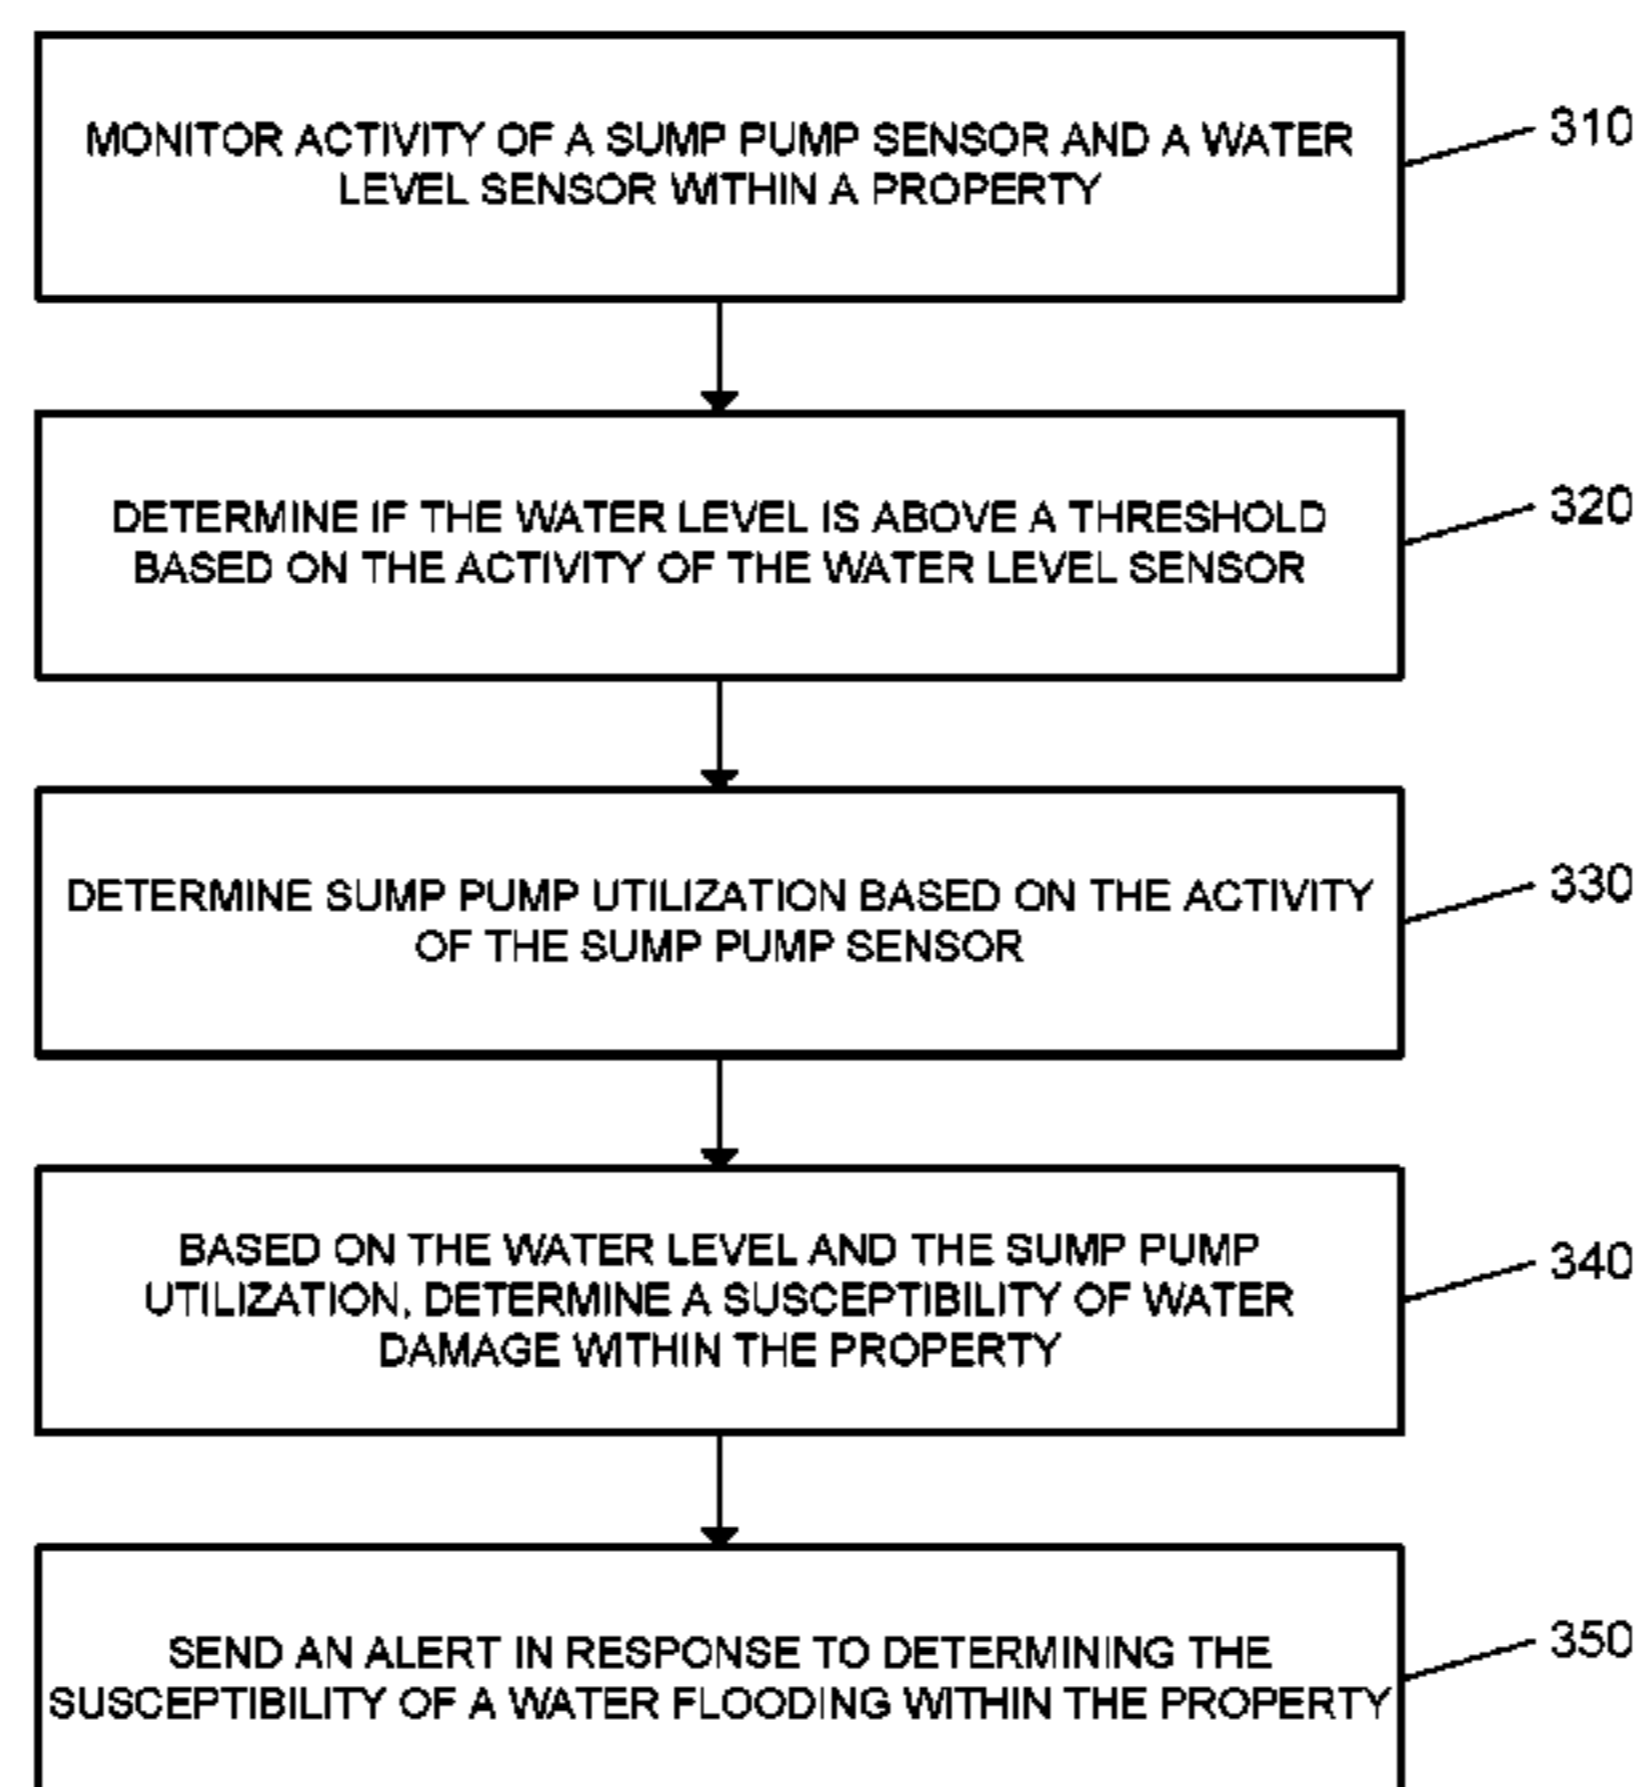 MONITOR ACTIVITY OF A SUMP PUMP SENSOR AND A WATER
LEVEL SENSOR WITHIN A PROPERTY
310
DETERMINE IF THE WATER LEVEL IS ABOVE A THRESHOLD
BASED ON THE ACTIVITY OF THE WATER LEVEL SENSOR
320
DETERMINE SUMP PUMP UTILIZATION BASED ON THE ACTIVITY
OF THE SUMP PUMP SENSOR
330
BASED ON THE WATER LEVEL AND THE SUMP PUMP
UTILIZATION, DETERMINE A SUSCEPTIBILITY OF WATER
DAMAGE WITHIN THE PROPERTY
340
SEND AN ALERT IN RESPONSE TO DETERMINING THE
SUSCEPTIBILITY OF A WATER FLOODING WITHIN THE PROPERTY
350